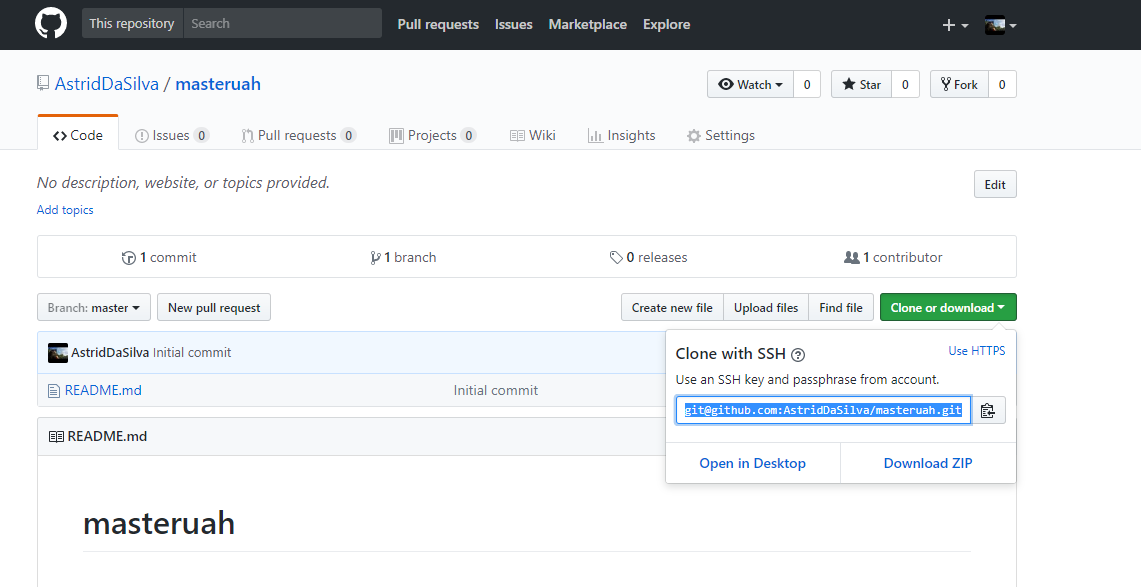 This repository Search Pull requests Issues Marketplace Explore
AstridDaSilva / masteruah Watch 0 Star 0 Fork 0
Code Issues 0 Pull requests 0 Projects 0 Wiki Insights Settings
No description, website, or topics provided. Edit
Add topics
1 commit 1 branch 0 releases 1 contributor
Branch: master New pull request Create new file Upload files Find file Clone or download
AstridDaSilva Initial commit
README.md Initial commit
Clone with SSH ? Use HTTPS
Use an SSH key and passphrase from account.
git@github.com:AstridDaSilva/masteruah.git
Open in Desktop Download ZIP
README.md
masteruah